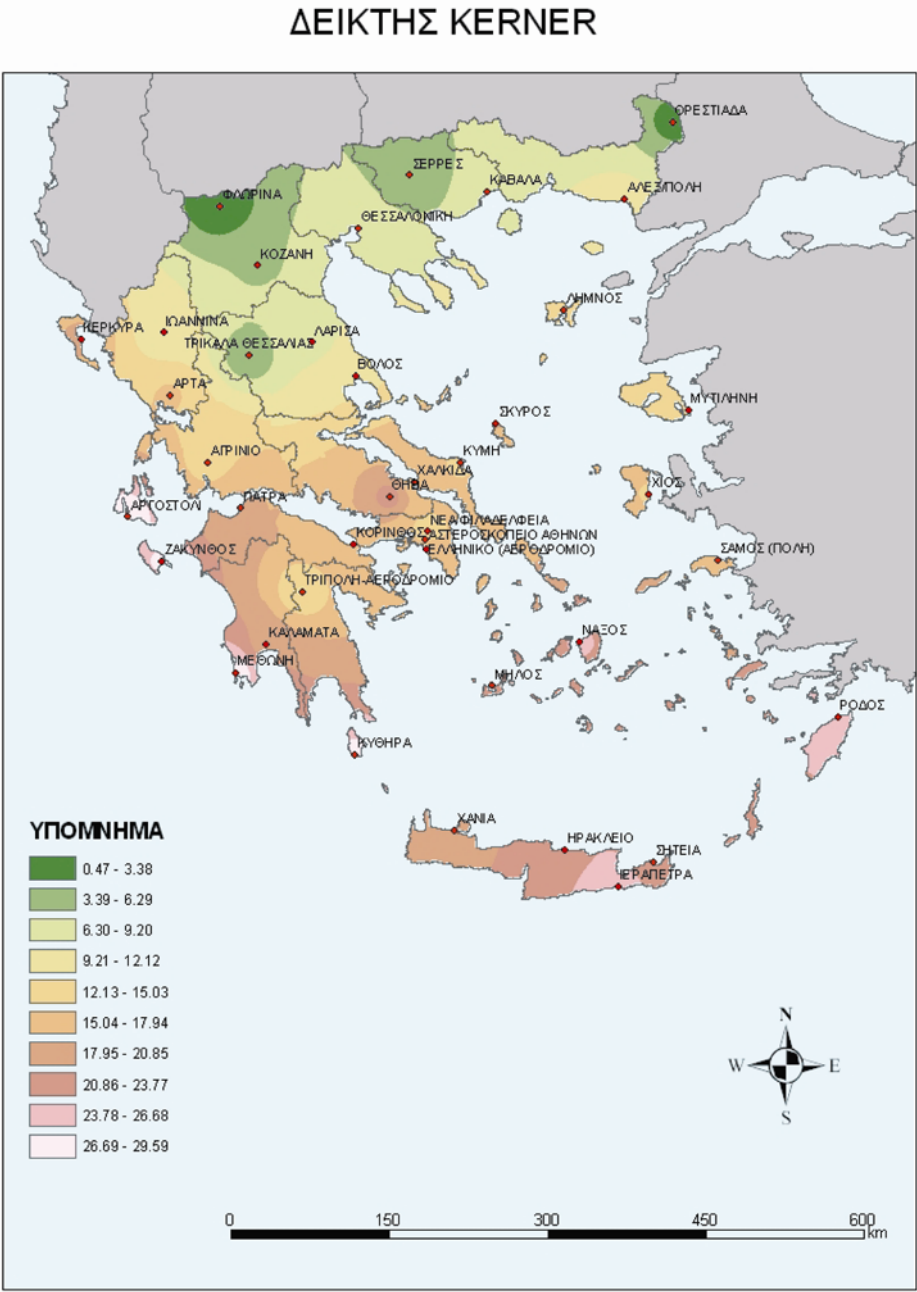 ΔΕΙΚΤΗΣ KERNER
ΟΡΕΣΤΙΑΔΑ
ΣΕΡΡΕΣ
ΚΑΒΑΛΑ
ΑΛΕΞ/ΠΟΛΗ
ΦΛΩΡΙΝΑ
ΘΕΣΣΑΛΟΝΙΚΗ
ΚΟΖΑΝΗ
ΛΗΜΝΟΣ
ΚΕΡΚΥΡΑ
ΙΩΑΝΝΙΝΑ
ΤΡΙΚΑΛΑ ΘΕΣΣΑΛΙΑΣ
ΛΑΡΙΣΑ
ΒΟΛΟΣ
ΑΡΤΑ
ΜΥΤΙΛΗΝΗ
ΣΚΥΡΟΣ
ΑΓΡΙΝΙΟ
ΚΥΜΗ
ΧΑΛΚΙΔΑ
ΘΗΒΑ
ΧΙΟΣ
ΠΑΤΡΑ
ΑΡΓΟΣΤΟΛΙ
ΝΕΑ ΦΙΛΑΔΕΛΦΕΙΑ
ΚΟΡΙΝΘΟΣ
ΑΣΤΕΡΟΣΚΟΠΕΙΟ ΑΘΗΝΩΝ
ΕΛΛΗΝΙΚΟ (ΑΕΡΟΔΡΟΜΙΟ)
ΖΑΚΥΝΘΟΣ
ΣΑΜΟΣ (ΠΟΛΗ)
ΤΡΙΠΟΛΗ-ΑΕΡΟΔΡΟΜΙΟ
ΝΑΞΟΣ
ΚΑΛΑΜΑΤΑ
ΜΕΘΩΝΗ
ΜΗΛΟΣ
ΡΟΔΟΣ
ΚΥΘΗΡΑ
ΧΑΝΙΑ
ΗΡΑΚΛΕΙΟ
ΣΗΤΕΙΑ
ΙΕΡΑΠΕΤΡΑ
ΥΠΟΜΝΗΜΑ
0.47 - 3.38
3.39 - 6.29
6.30 - 9.20
9.21 - 12.12
12.13 - 15.03
15.04 - 17.94
17.95 - 20.85
20.86 - 23.77
23.78 - 26.68
26.69 - 29.59
N
W E
S
0 150 300 450 600
km